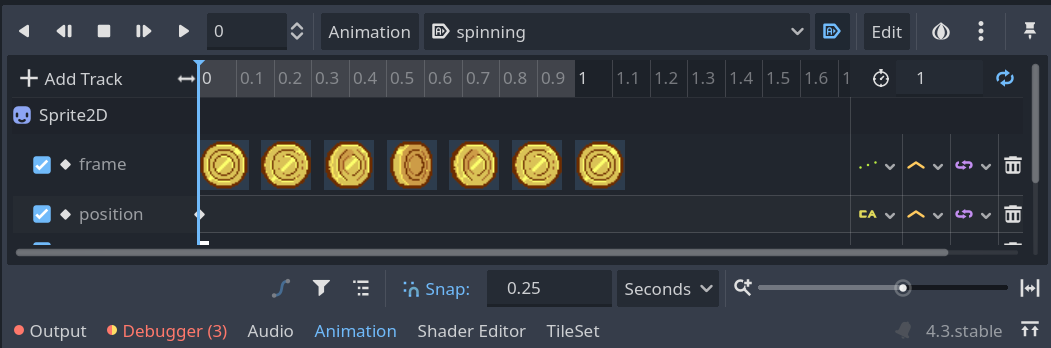 0 Animation spinning Edit
Add Track 0 0.1 0.2 0.3 0.4 0.5 0.6 0.7 0.8 0.9 1 1.1 1.2 1.3 1.4 1.5 1.6 1 1
Sprite2D
frame
position
Snap: 0.25 Seconds
Output Debugger (3) Audio Animation Shader Editor TileSet 4.3.stable